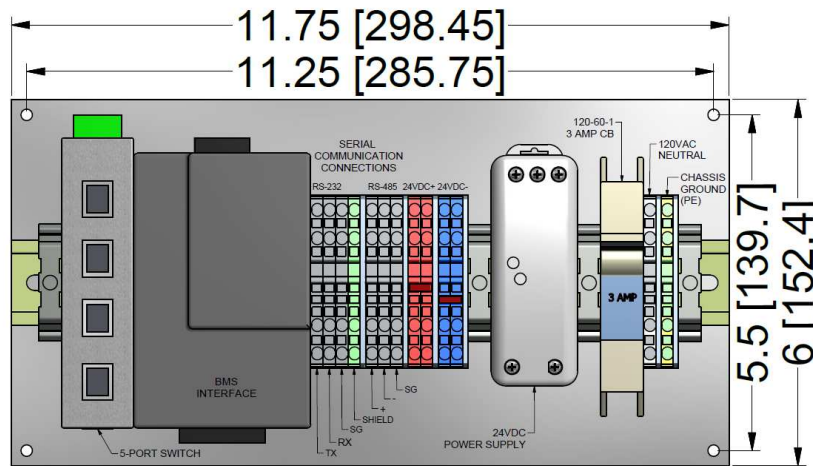 11.75 [298.45]
11.25 [285.75]
120-60-1
3 AMP CB
SERIAL
COMMUNICATION
CONNECTIONS
120VAC
NEUTRAL
CHASSIS
GROUND
(PE)
RS-232
RS-485
24VDC+
24VDC-
3 AMP
5.5 [139.7]
6 [152.4]
BMS
INTERFACE
SG
-
+
SHIELD
SG
RX
TX
5-PORT SWITCH
24VDC
POWER SUPPLY